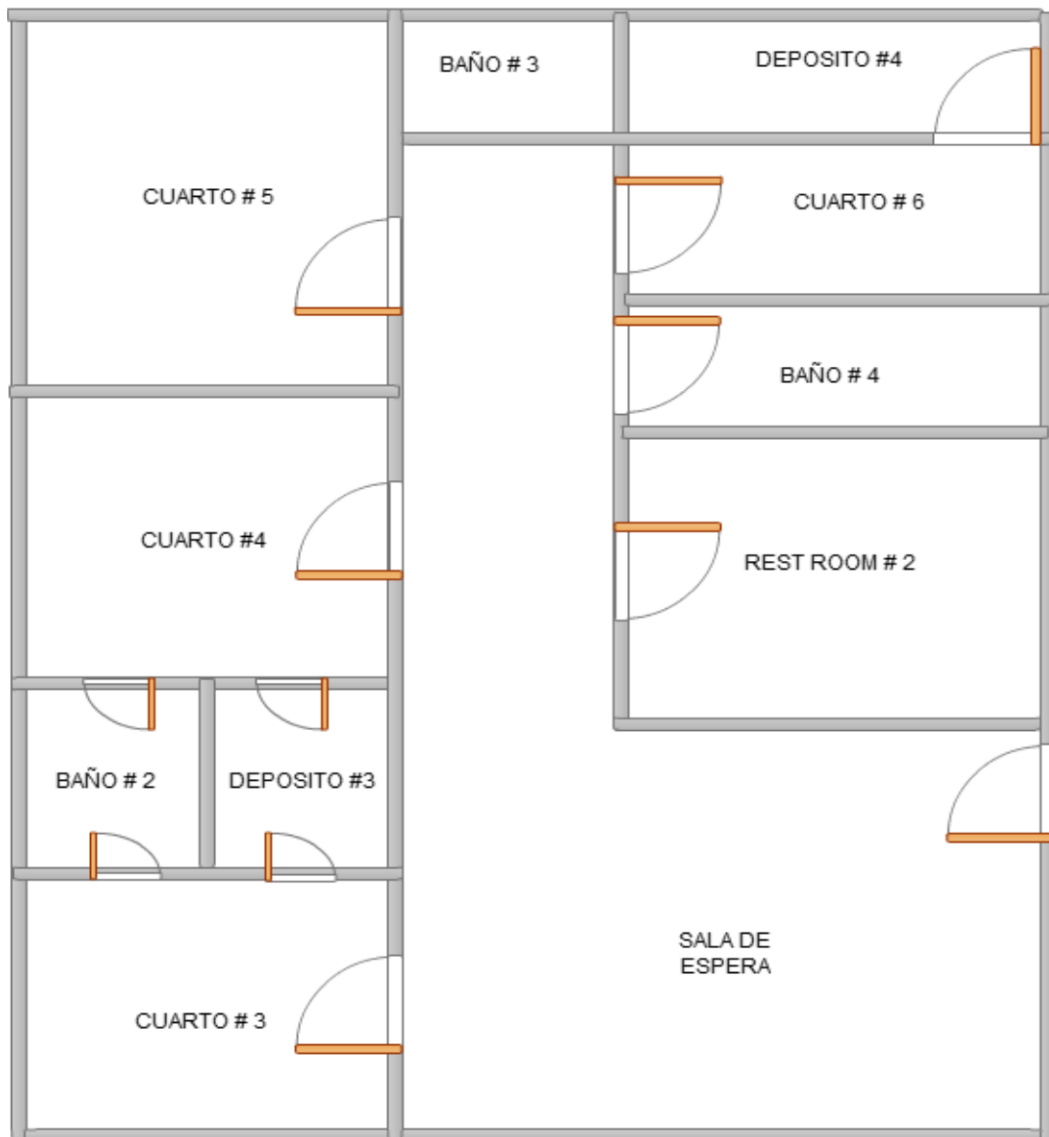 BAÑO # 3
DEPOSITO #4
CUARTO # 5
CUARTO # 6
BAÑO # 4
CUARTO #4
REST ROOM # 2
BAÑO # 2
DEPOSITO #3
SALA DE
ESPERA
CUARTO # 3